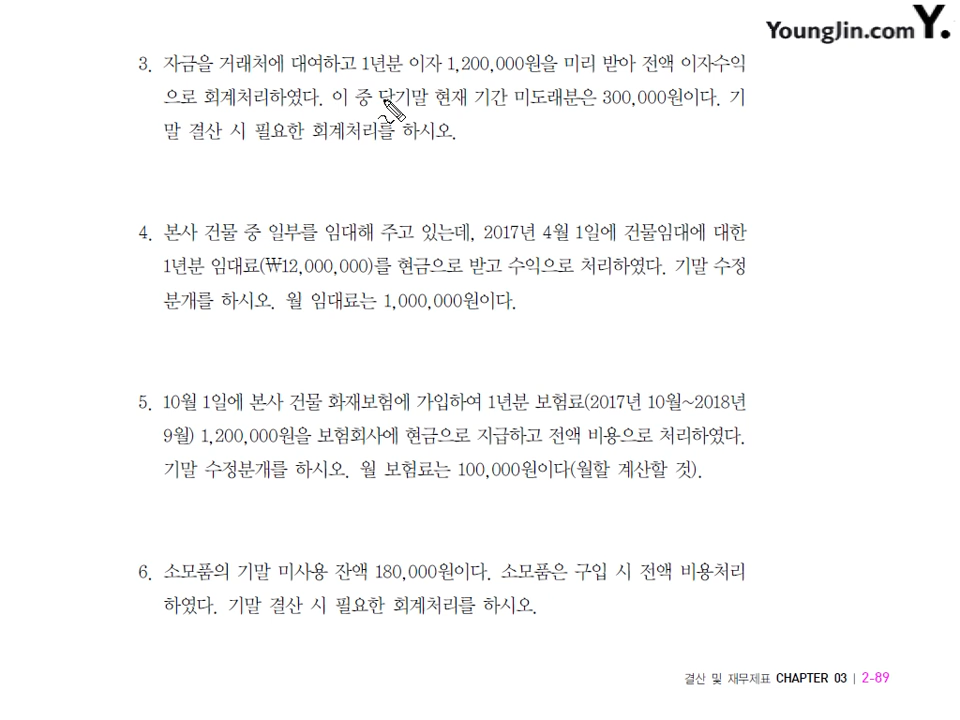 YoungJin.com Y.
3. 자금을 거래처에 대여하고 1년분 이자 1,200,000원을 미리 받아 전액 이자수익
으로 회계처리하였다. 이 중 당기말 현재 기간 미도래분은 300,000원이다. 기
말 결산 시 필요한 회계처리를 하시오.
4. 본사 건물 중 일부를 임대해 주고 있는데, 2017년 4월 1일에 건물임대에 대한
1년분 임대료(₩12,000,000)를 현금으로 받고 수익으로 처리하였다. 기말 수정
분개를 하시오. 월 임대료는 1,000,000원이다.
5. 10월 1일에 본사 건물 화재보험에 가입하여 1년분 보험료(2017년 10월~2018년
9월) 1,200,000원을 보험회사에 현금으로 지급하고 전액 비용으로 처리하였다.
기말 수정분개를 하시오. 월 보험료는 100,000원이다(월할 계산할 것).
6. 소모품의 기말 미사용 잔액 180,000원이다. 소모품은 구입 시 전액 비용처리
하였다. 기말 결산 시 필요한 회계처리를 하시오.
결산 및 재무제표 CHAPTER 03 | 2-89